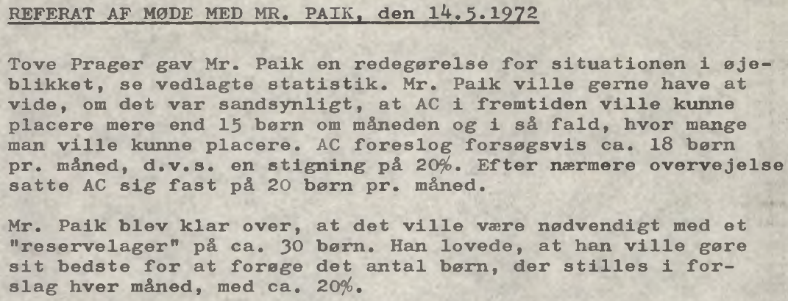 REFERAT AF MØDE MED MR. PAIK, den 14.5.1972
Tove Prager gav Mr. Paik en redegørelse for situationen i øje-
blikket, se vedlagte statistik. Mr. Paik ville gerne have at
vide, om det var sandsynligt, at AC i fremtiden ville kunne
placere mere end 15 børn om måneden og i så fald, hvor mange
man ville kunne placere. AC foreslog forsøgsvis ca. 18 børn
pr. måned, d.v.s. en stigning på 20%. Efter nærmere overvejelse
satte AC sig fast på 20 børn pr. måned.
Mr. Paik blev klar over, at det ville være nødvendigt med et
"reservelager" på ca. 30 børn. Han lovede, at han ville gøre
sit bedste for at forøge det antal børn, der stilles i for-
slag hver måned, med ca. 20%.